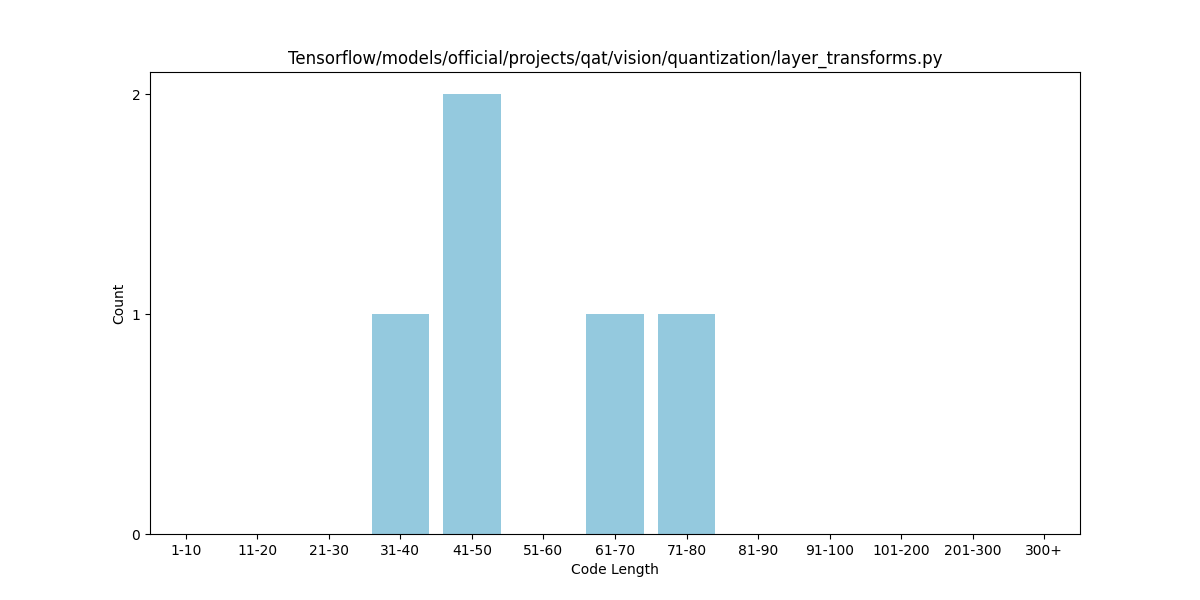 Tensorflow/models/official/projects/qat/vision/quantization/layer_transforms.py
Count
2
1
0
1-10 11-20 21-30 31-40 41-50 51-60 61-70 71-80 81-90 91-100 101-200 201-300 300+
Code Length